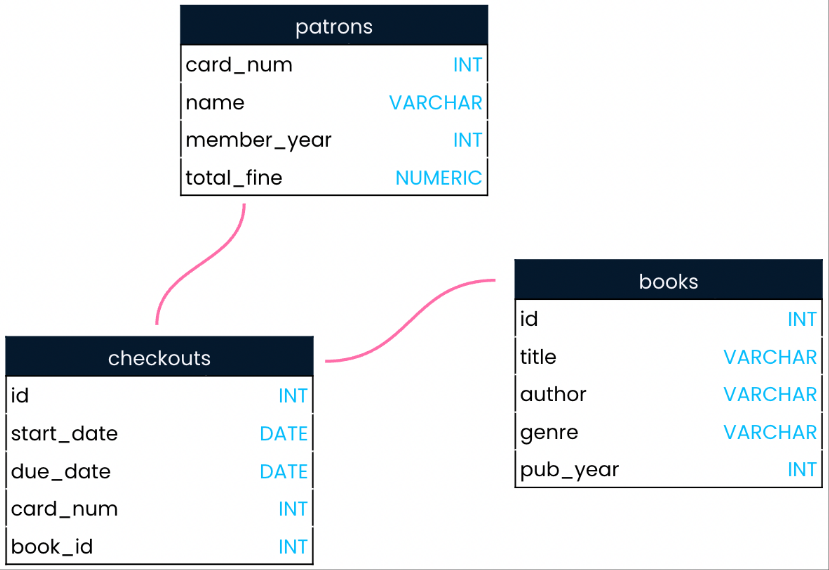 patrons
card_num INT
name VARCHAR
member_year INT
total_fine NUMERIC
books
id INT
title VARCHAR
author VARCHAR
genre VARCHAR
pub_year INT
checkouts
id INT
start_date DATE
due_date DATE
card_num INT
book_id INT